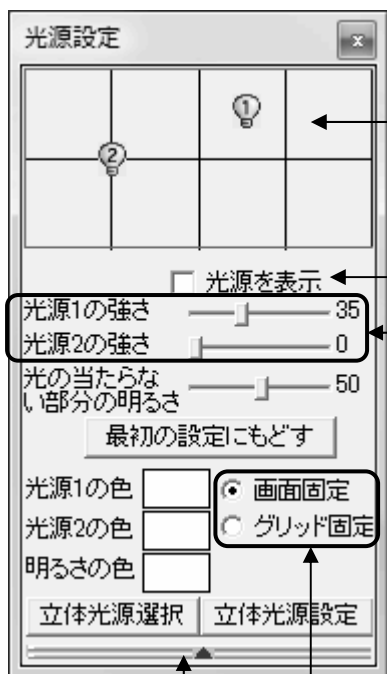 光源設定
x
1
2
光源を表示
光源1の強さ 35
光源2の強さ 0
光の当たらな
い部分の明るさ 50
最初の設定にもどす
光源1の色
画面固定
光源2の色
グリッド固定
明るさの色
立体光源選択 立体光源設定